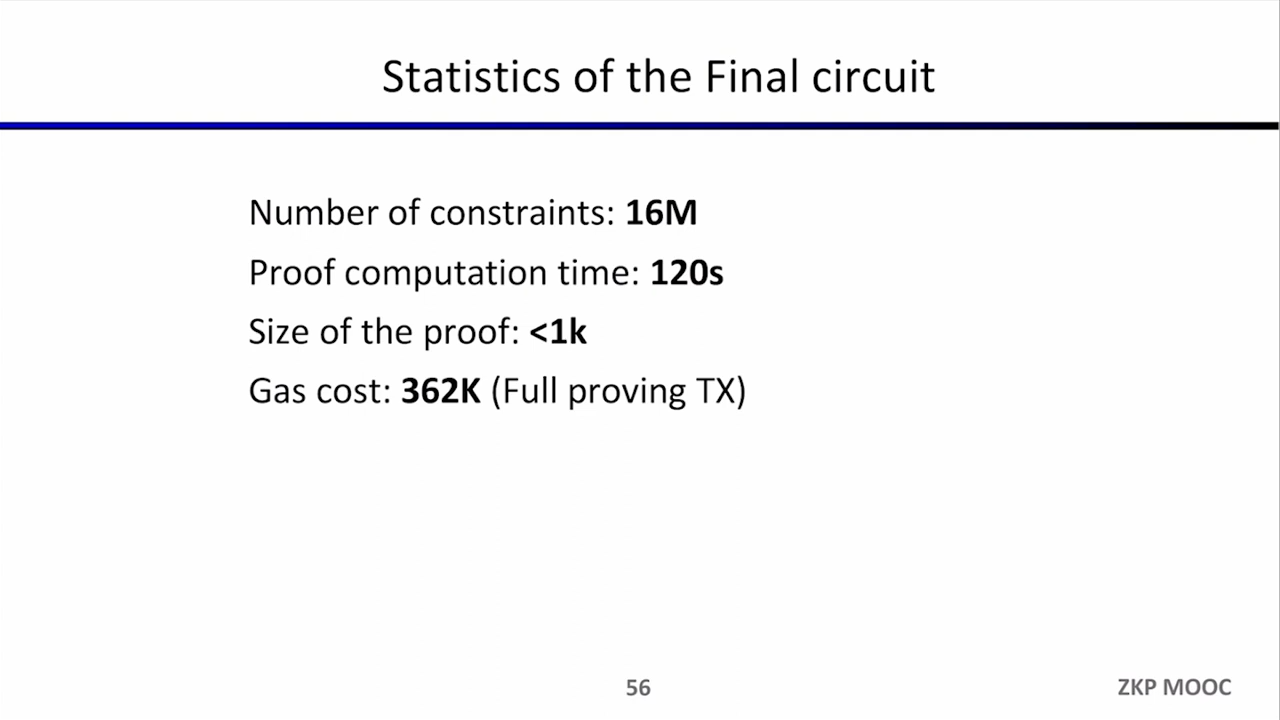 Statistics of the Final circuit
Number of constraints: 16M
Proof computation time: 120s
Size of the proof: <1k
Gas cost: 362K (Full proving TX)
56
ZKP MOOC